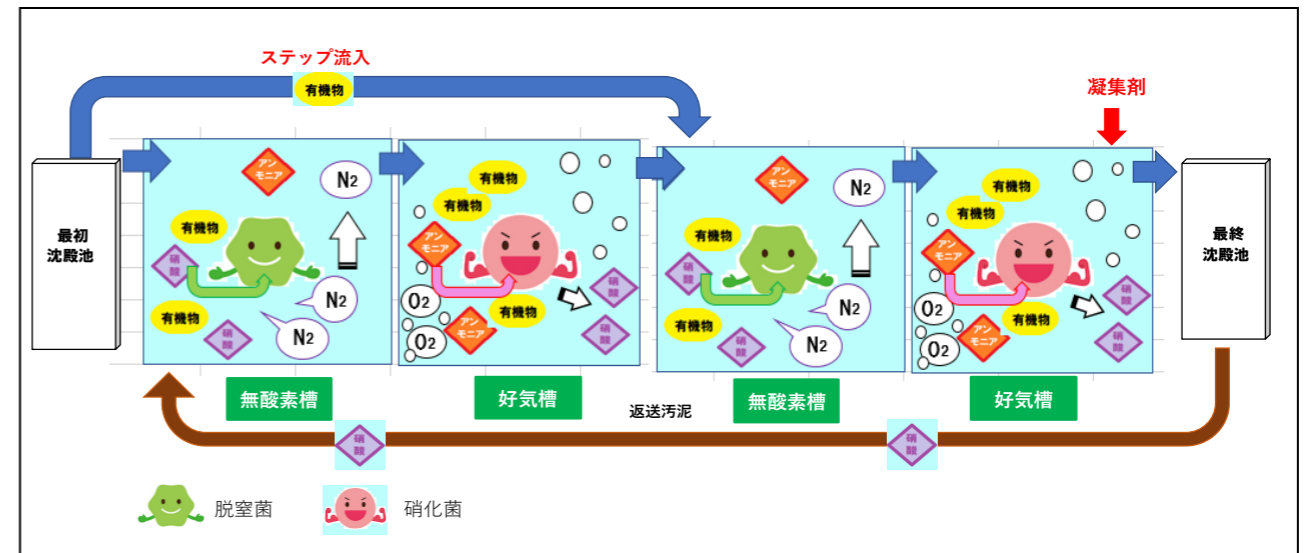 ステップ流入
有機物
凝集剤
最初
沈殿池
アン
モニア
N2
有機物
硝
酸
N2
有機物
硝
酸
N2
有機物
有機物
アン
モニア
O2
有機物
硝
酸
アン
モニア
O2
硝
酸
アン
モニア
N2
有機物
硝
酸
N2
有機物
硝
酸
N2
有機物
有機物
アン
モニア
O2
有機物
硝
酸
アン
モニア
O2
硝
酸
最終
沈殿池
無酸素槽
好気槽
無酸素槽
好気槽
返送汚泥
硝
酸
硝
酸
脱窒菌
硝化菌